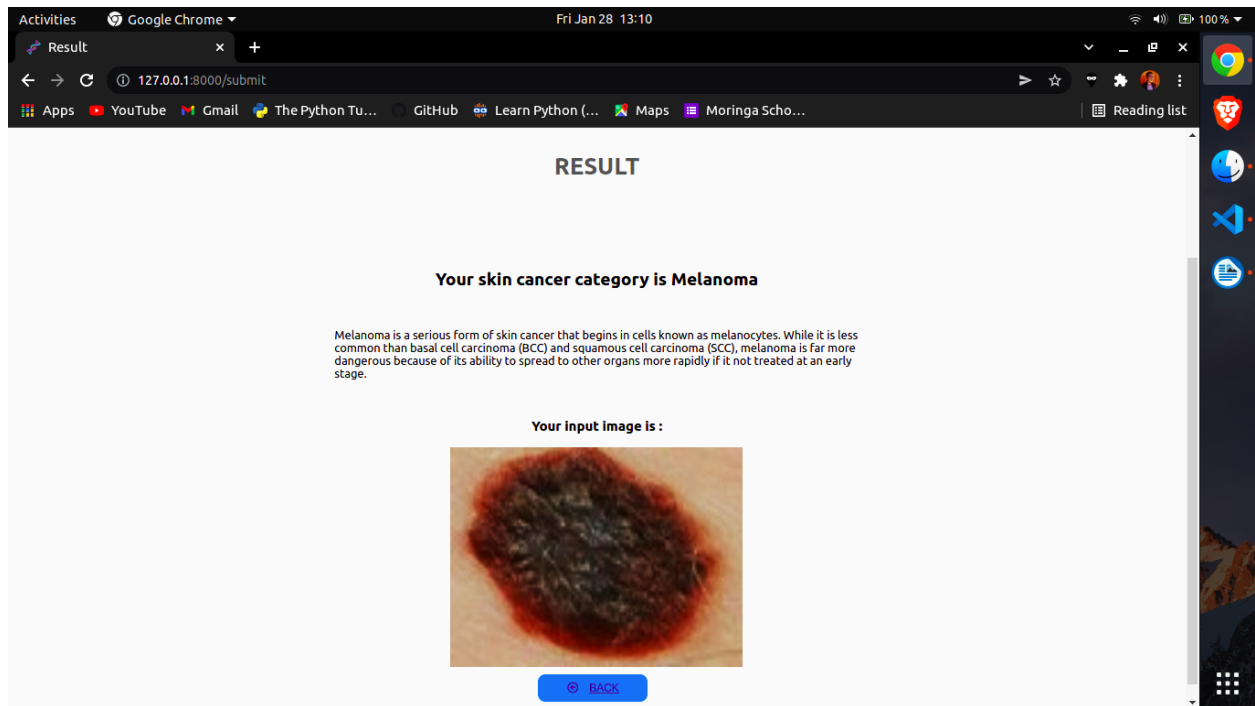 Activities Google Chrome Fri Jan 28 13:10 100 %
Result
127.0.0.1:8000/submit
Apps YouTube Gmail The Python Tu... GitHub Learn Python (... Maps Moringa Scho... Reading list
RESULT
Your skin cancer category is Melanoma
Melanoma is a serious form of skin cancer that begins in cells known as melanocytes. While it is less
common than basal cell carcinoma (BCC) and squamous cell carcinoma (SCC), melanoma is far more
dangerous because of its ability to spread to other organs more rapidly if it not treated at an early
stage.
Your input image is :
BACK